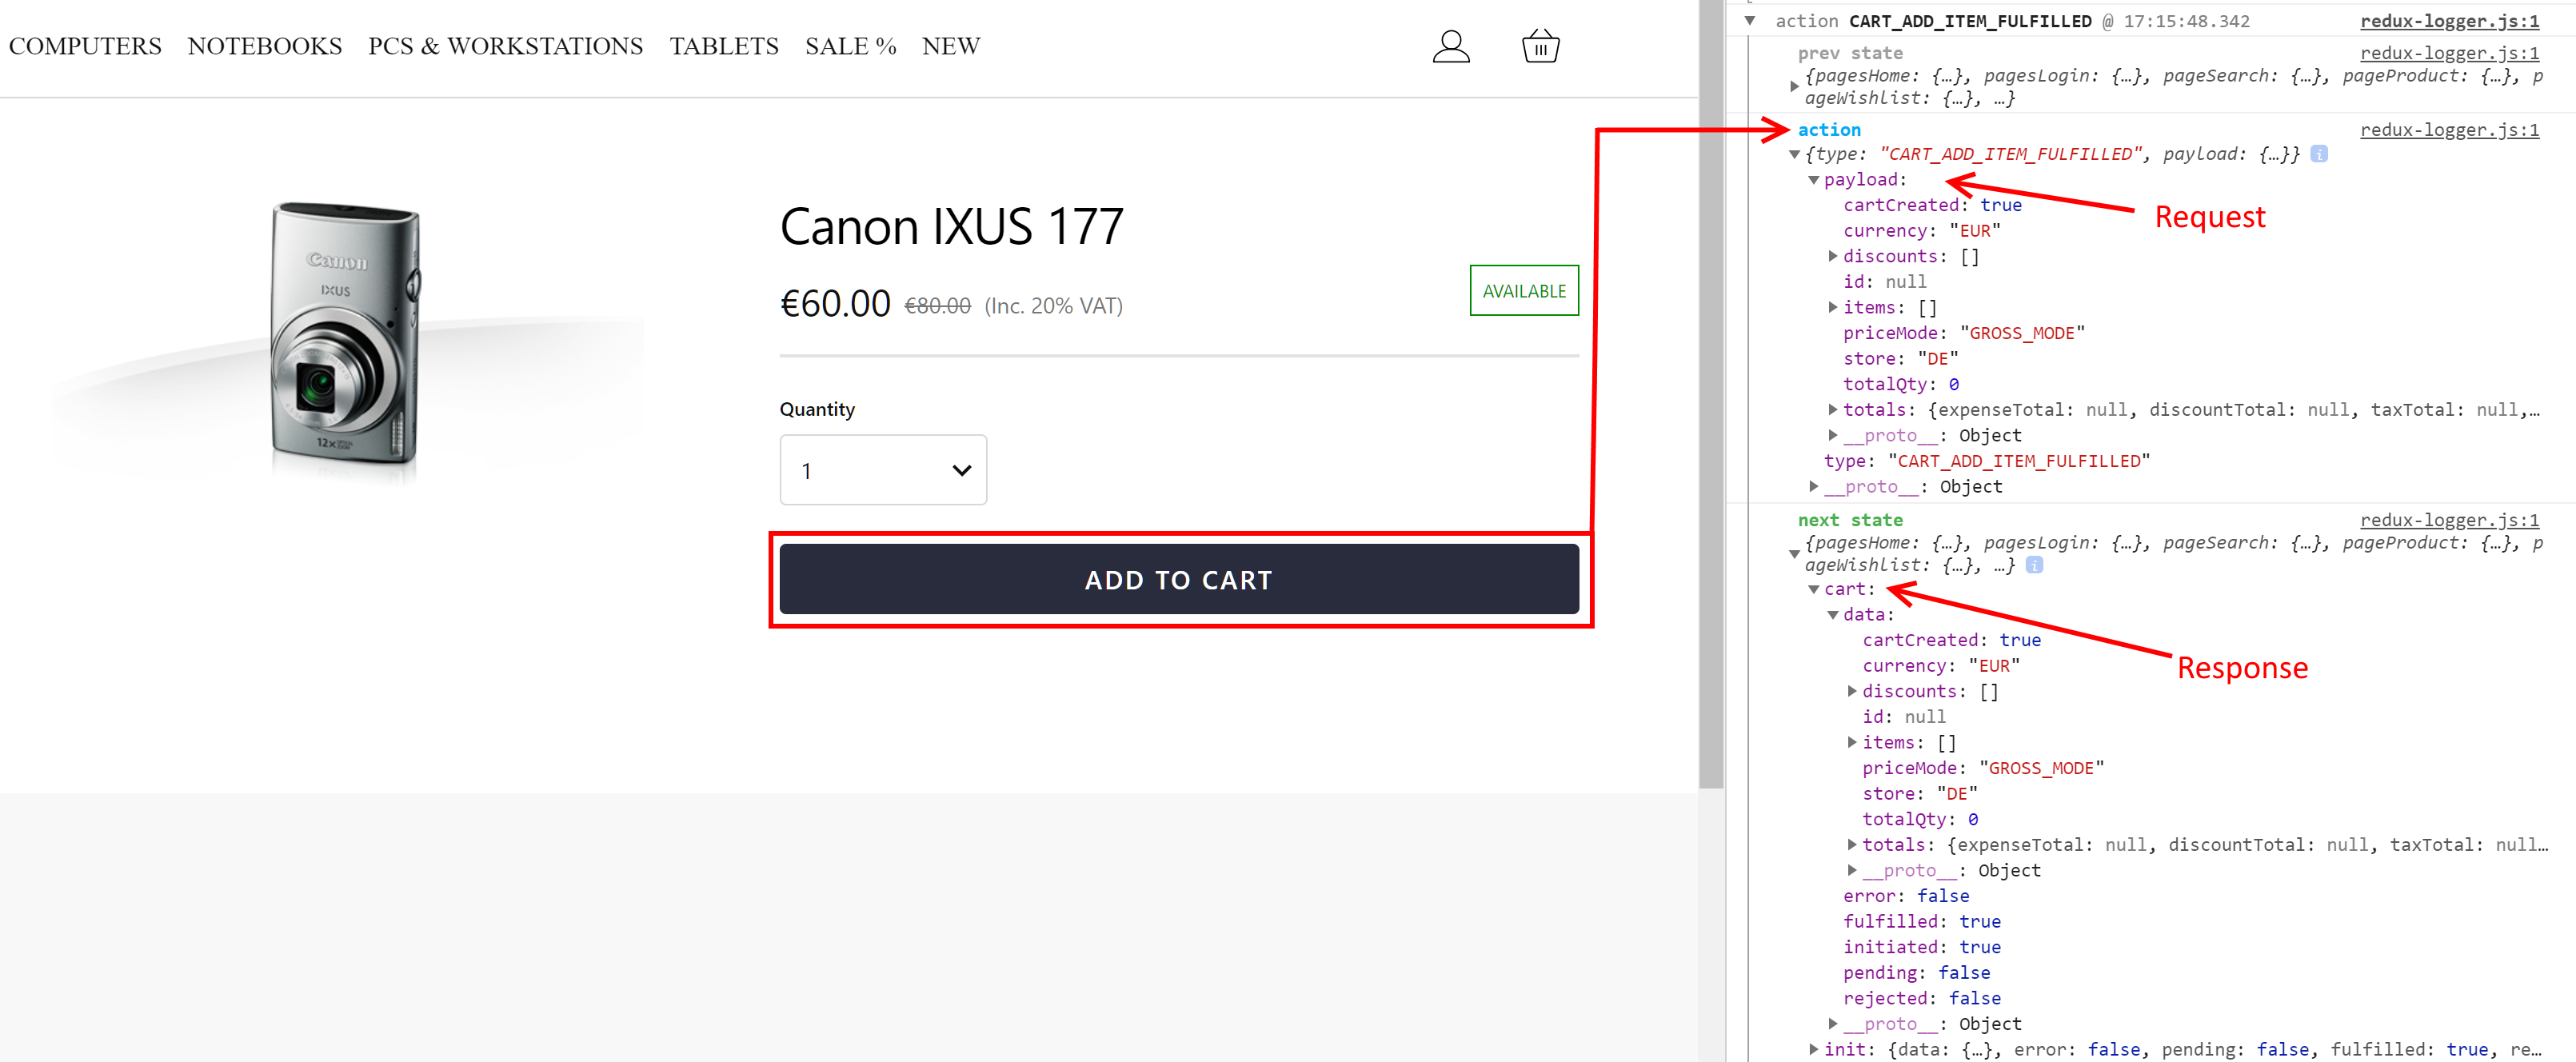 COMPUTERS NOTEBOOKS PCS & WORKSTATIONS TABLETS SALE % NEW
Canon
IXUS
12x
Canon IXUS 177
€60.00 €80.00 (Inc. 20% VAT)
AVAILABLE
Quantity
1
ADD TO CART
action CART_ADD_ITEM_FULFILLED @ 17:15:48.342 redux-logger.js:1
prev state redux-logger.js:1
{pagesHome: {…}, pagesLogin: {…}, pageSearch: {…}, pageProduct: {…}, p
ageWishlist: {…}, …}
action redux-logger.js:1
{type: "CART_ADD_ITEM_FULFILLED", payload: {…}} i
payload:
Request
cartCreated: true
currency: "EUR"
discounts: []
id: null
items: []
priceMode: "GROSS_MODE"
store: "DE"
totalQty: 0
totals: {expenseTotal: null, discountTotal: null, taxTotal: null,…
__proto__: Object
type: "CART_ADD_ITEM_FULFILLED"
__proto__: Object
next state redux-logger.js:1
{pagesHome: {…}, pagesLogin: {…}, pageSearch: {…}, pageProduct: {…}, p
ageWishlist: {…}, …} i
cart:
data:
cartCreated: true
currency: "EUR"
Response
discounts: []
id: null
items: []
priceMode: "GROSS_MODE"
store: "DE"
totalQty: 0
totals: {expenseTotal: null, discountTotal: null, taxTotal: null…
__proto__: Object
error: false
fulfilled: true
initiated: true
pending: false
rejected: false
__proto__: Object
init: {data: {…}, error: false, pending: false, fulfilled: true, re…